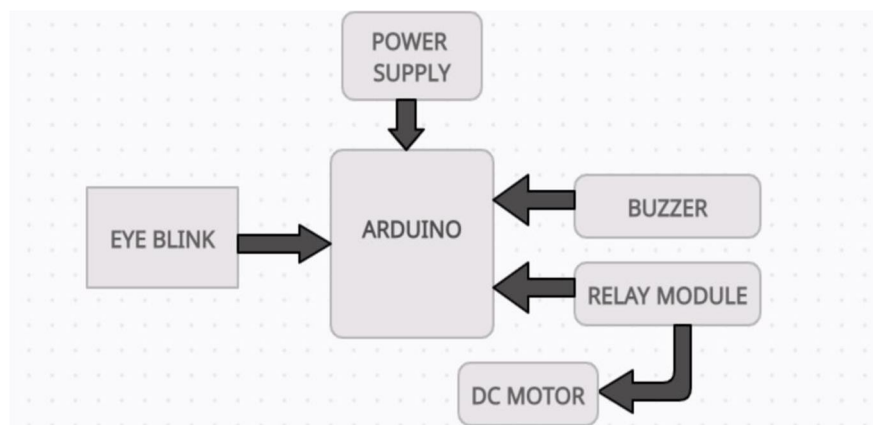 POWER
SUPPLY
EYE BLINK
ARDUINO
BUZZER
RELAY MODULE
DC MOTOR